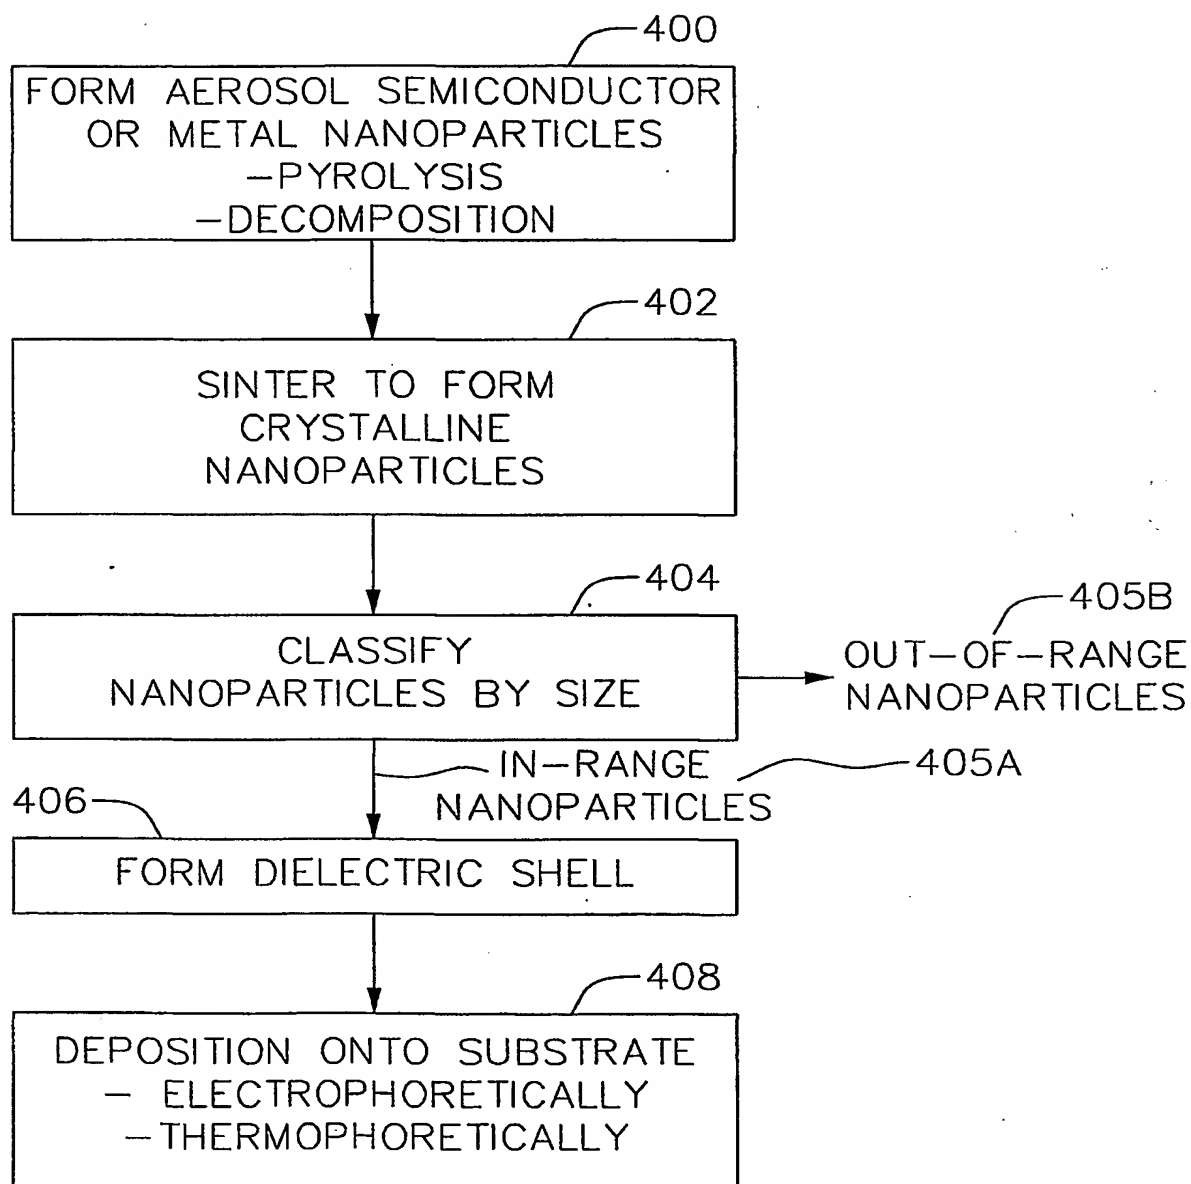 400
FORM AEROSOL SEMICONDUCTOR
OR METAL NANOPARTICLES
-PYROLYSIS
-DECOMPOSITION
402
SINTER TO FORM
CRYSTALLINE
NANOPARTICLES
404
CLASSIFY
NANOPARTICLES BY SIZE
405B
OUT-OF-RANGE
NANOPARTICLES
IN-RANGE
NANOPARTICLES
405A
406
FORM DIELECTRIC SHELL
408
DEPOSITION ONTO SUBSTRATE
- ELECTROPHORETICALLY
-THERMOPHORETICALLY